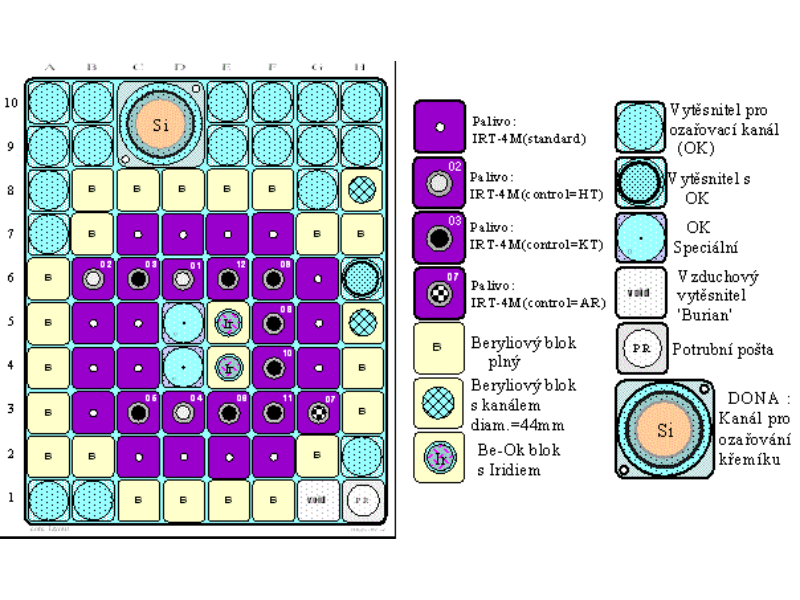 A B C D E F G H
10
Si
9
8 B B B B B
7 B B B
6 B 02 03 01 12 09
5 B Ir 08
4 B Ir 10 B
3 B 05 04 11 07 B
2 B B B
1 B B B B void PR
Palivo:
IRT-4M(standard)
02 Palivo:
IRT-4M(control=HT)
03 Palivo:
IRT-4M(control=KT)
07 Palivo:
IRT-4M(control=AR)
B Beryliový blok
plný
Beryliový blok
s kanálem
diam.=44mm
Ir Be-Ok blok
s Iridiem
Vytěsnitel pro
ozařovací kanál
(OK)
Vytěsnitel s
OK
OK
Speciální
void Vzduchový
vytěsnitel
'Burian'
PR Potrubní pošta
Si DONA :
Kanál pro
ozařování
křemíku